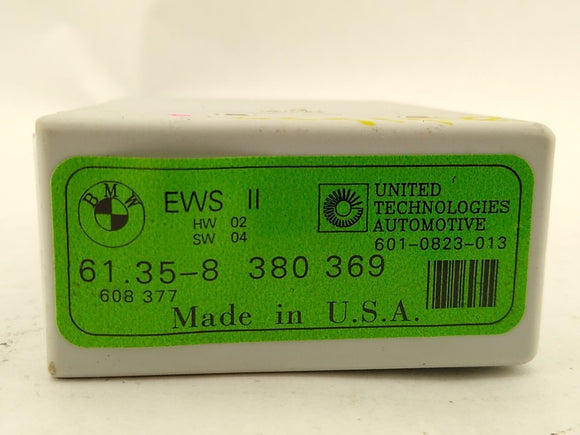 BMW
EWS II
HW 02
SW 04
UNITED
TECHNOLOGIES
AUTOMOTIVE
601-0823-013
61.35-8 380 369
608 377
Made in U.S.A.